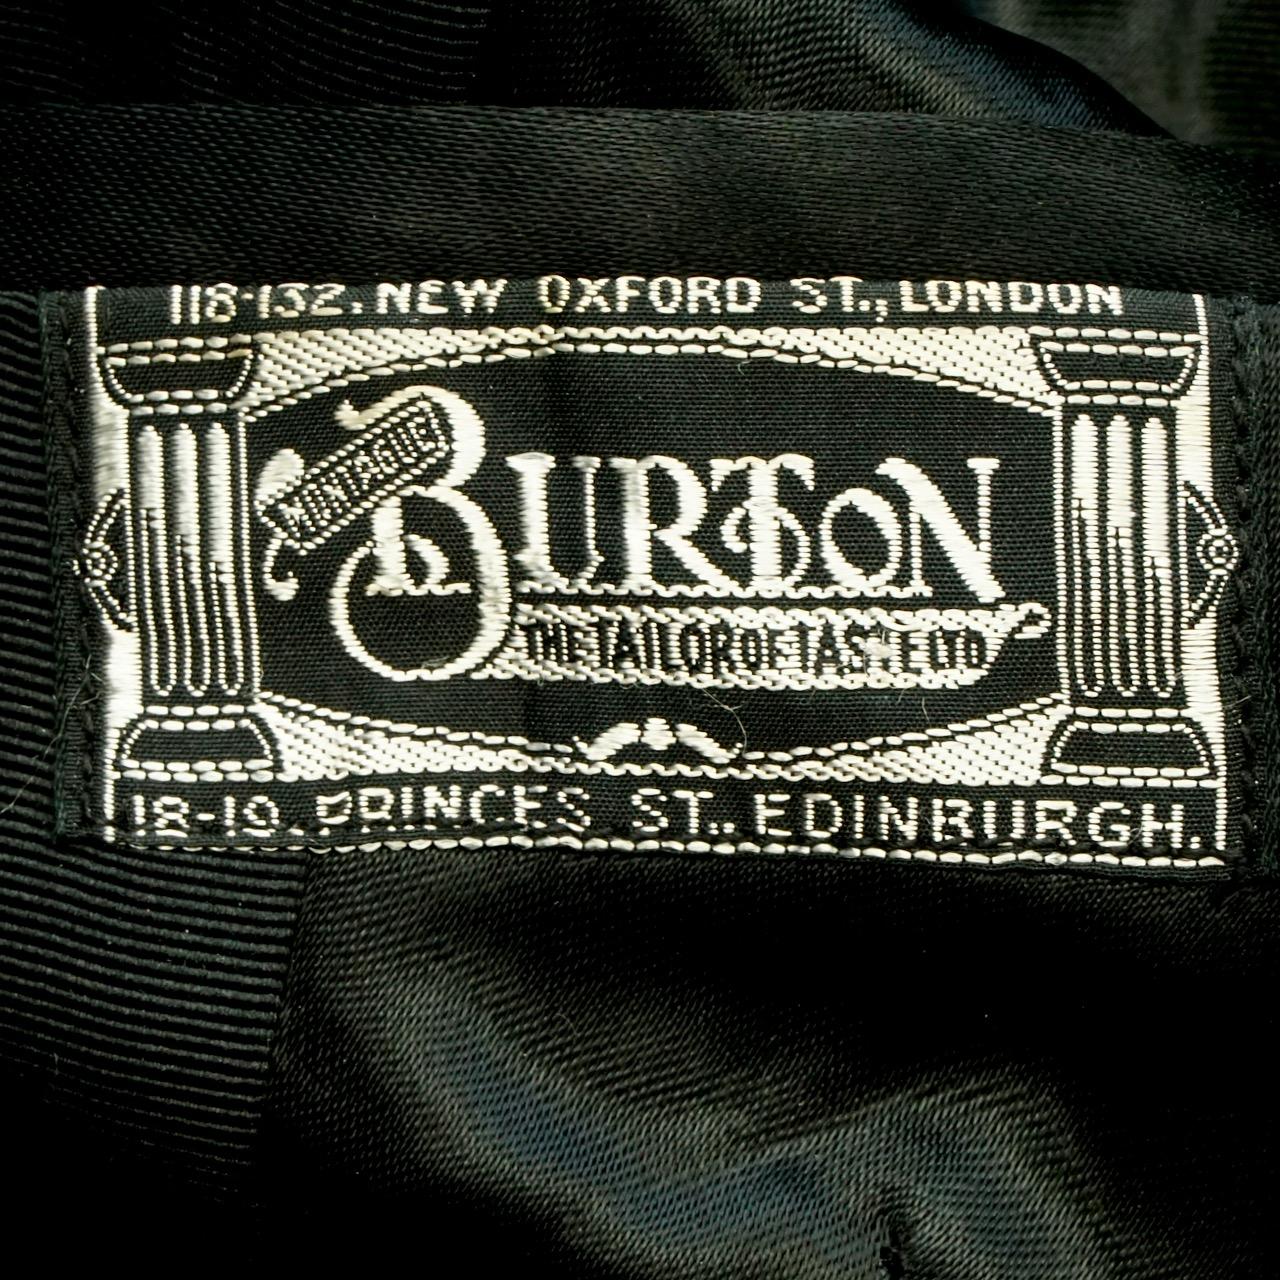 118-132. NEW OXFORD ST., LONDON
MONTAGUE
BURTON
THE TAILOR OF TASTE LTD
18-19. PRINCES ST., EDINBURGH.